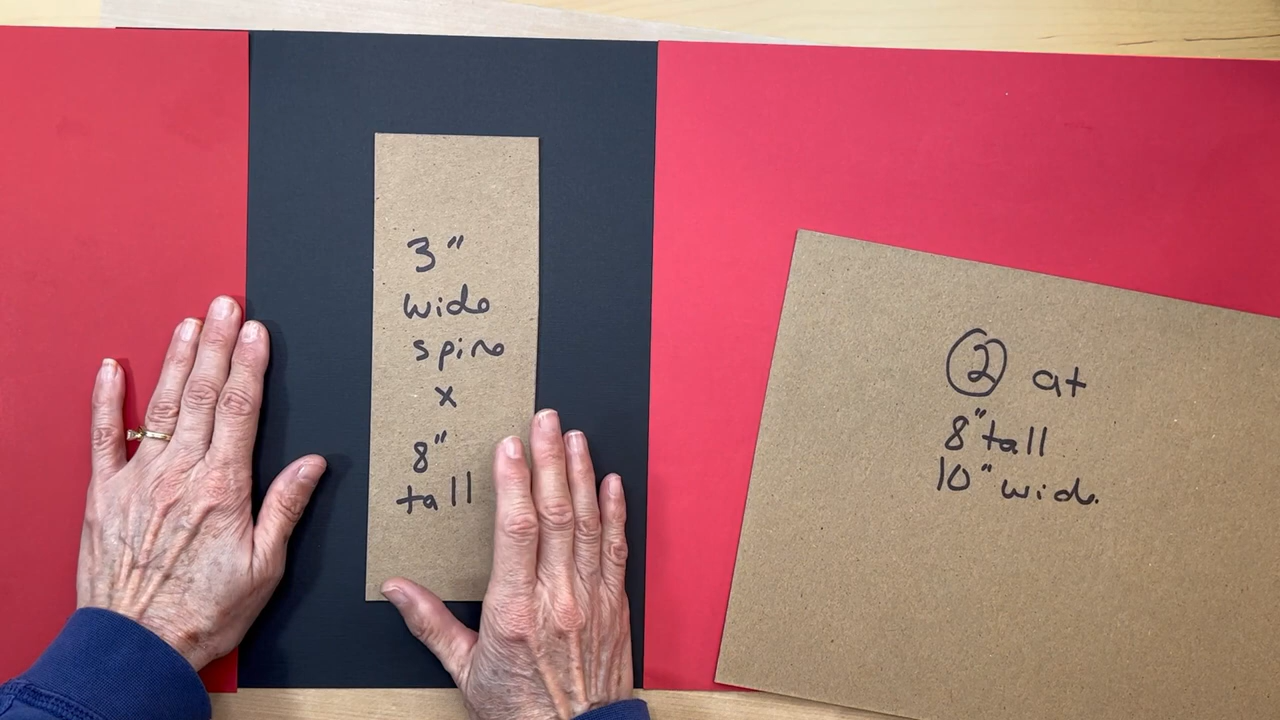 3"
wide
spine
x
8"
tall
② at
8" tall
10" wide.